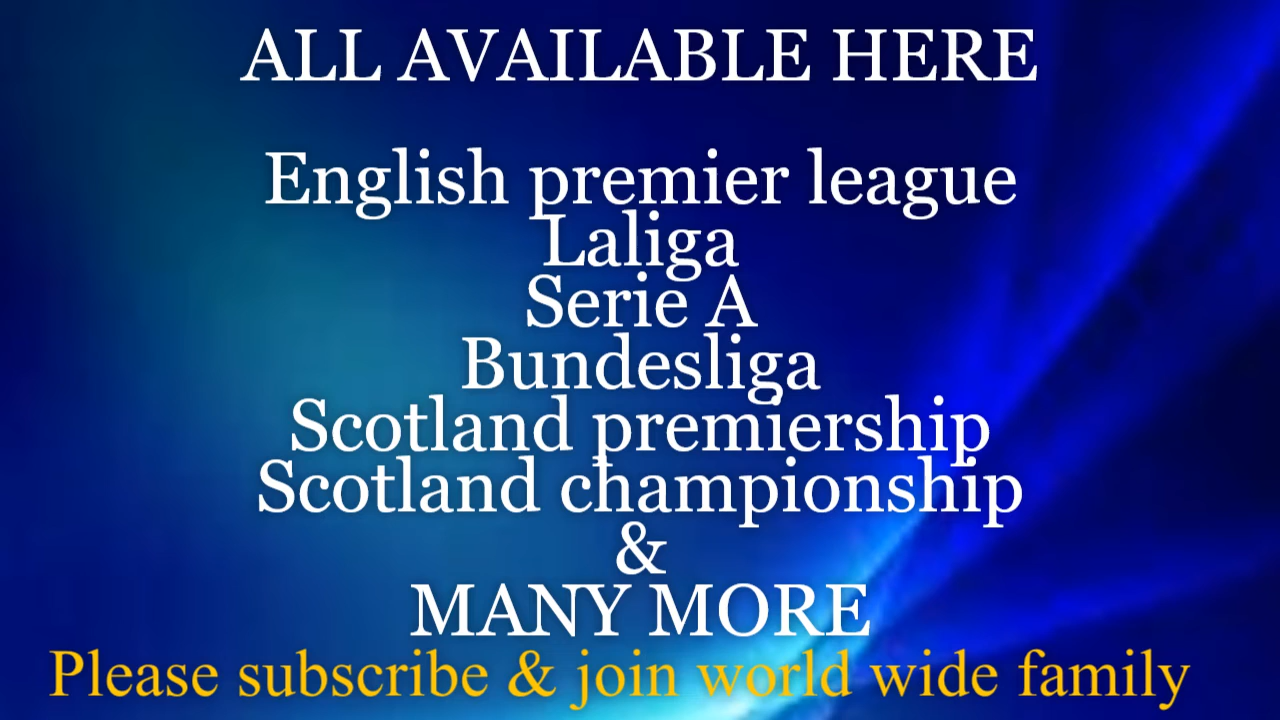 ALL AVAILABLE HERE
English premier league
Laliga
Serie A
Bundesliga
Scotland premiership
Scotland championship
&
MANY MORE
Please subscribe & join world wide family